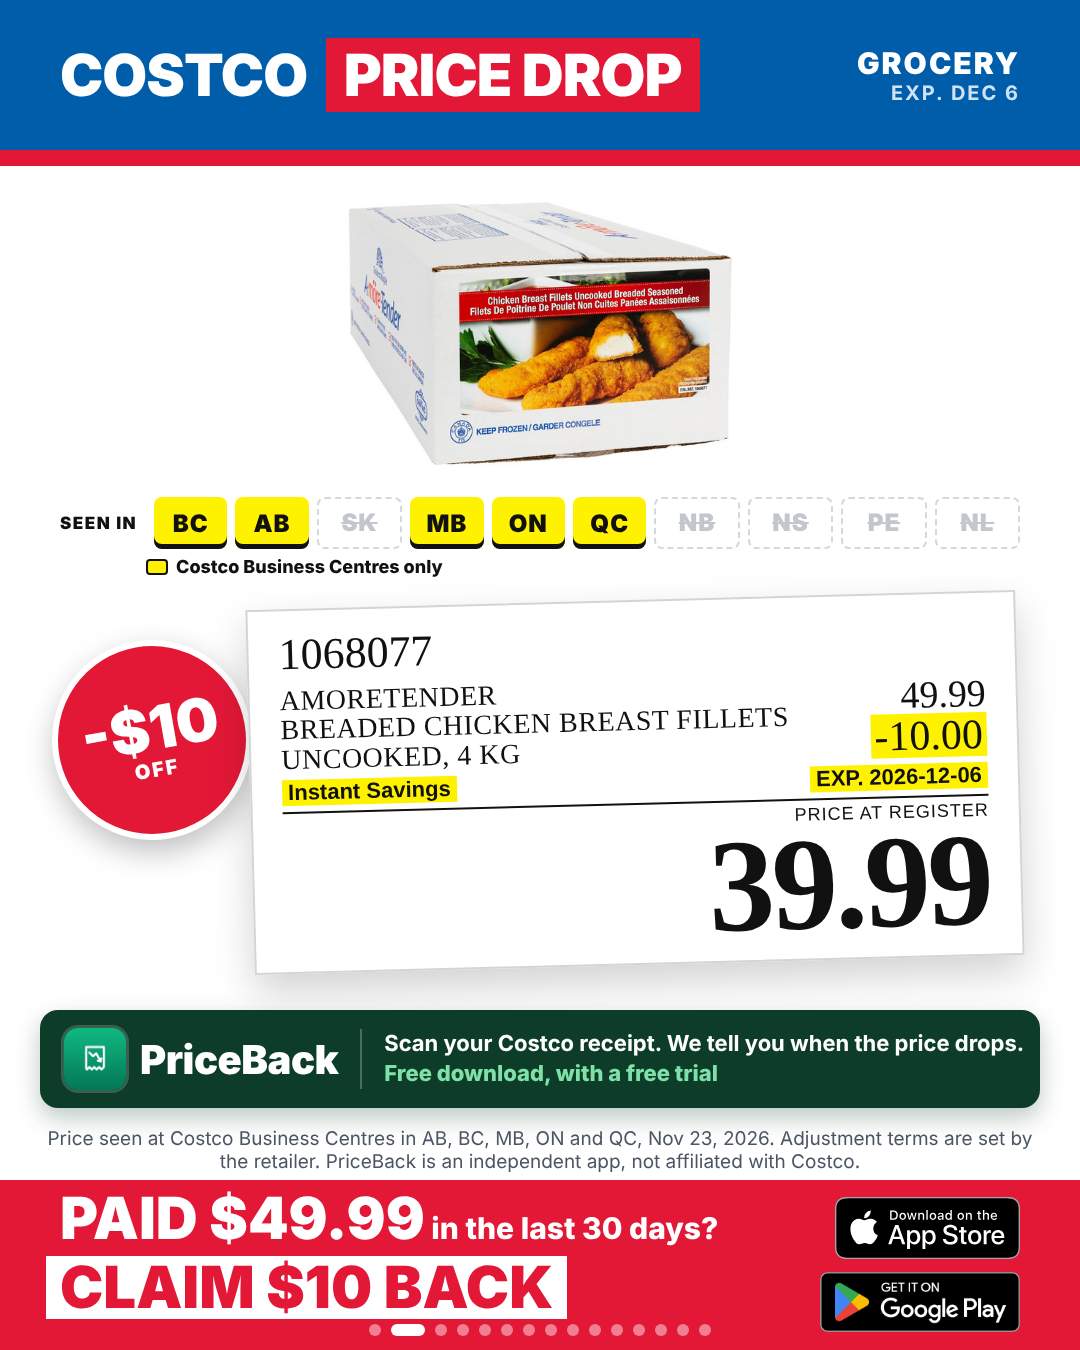 COSTCO PRICE DROP
GROCERY
EXP. DEC 6
AmöreTender
Chicken Breast Fillets Uncooked Breaded Seasoned
Filets De Poitrine De Poulet Non Cuites Panées Assaisonnées
KEEP FROZEN / GARDER CONGELE
SEEN IN BC AB SK MB ON QC NB NS PE NL
Costco Business Centres only
-$10
OFF
1068077
AMORETENDER
BREADED CHICKEN BREAST FILLETS
UNCOOKED, 4 KG
Instant Savings
49.99
-10.00
EXP. 2026-12-06
PRICE AT REGISTER
39.99
PriceBack
Scan your Costco receipt. We tell you when the price drops.
Free download, with a free trial
Price seen at Costco Business Centres in AB, BC, MB, ON and QC, Nov 23, 2026. Adjustment terms are set by
the retailer. PriceBack is an independent app, not affiliated with Costco.
PAID $49.99 in the last 30 days?
CLAIM $10 BACK
Download on the
App Store
GET IT ON
Google Play